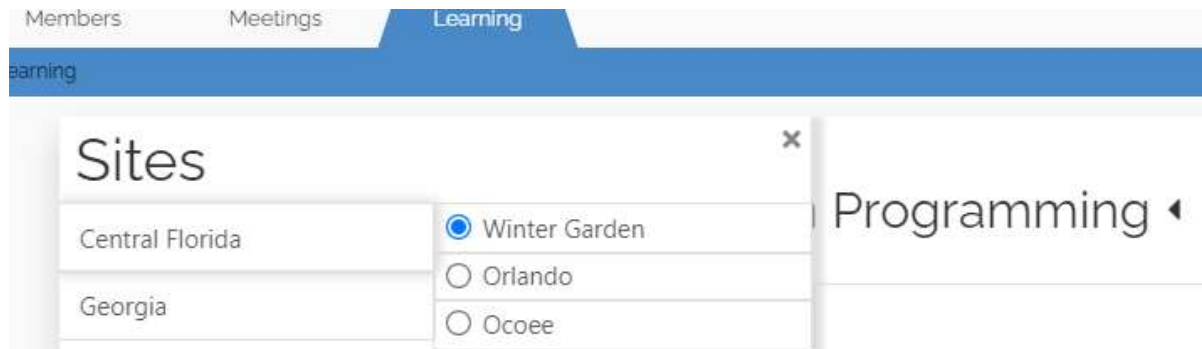 Members Meetings Learning
earning
Sites
Programming
Central Florida
Winter Garden
Orlando
Georgia
Ocoee